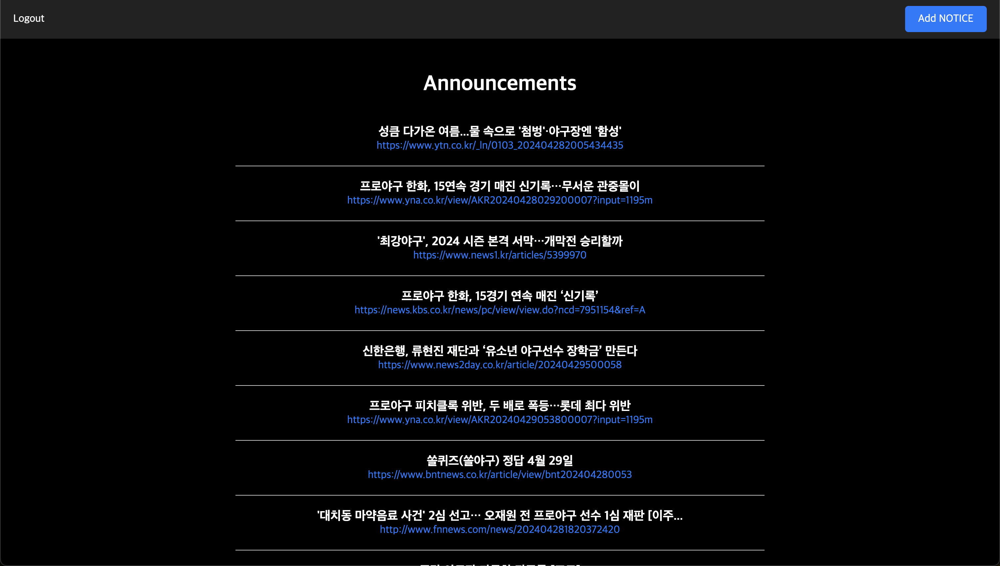 Logout
Add NOTICE
Announcements
성큼 다가온 여름...물 속으로 '첨벙'·야구장엔 '함성'
https://www.ytn.co.kr/_ln/0103_202404282005434435
프로야구 한화, 15연속 경기 매진 신기록…무서운 관중몰이
https://www.yna.co.kr/view/AKR20240428029200007?input=1195m
'최강야구', 2024 시즌 본격 서막…개막전 승리할까
https://www.news1.kr/articles/5399970
프로야구 한화, 15경기 연속 매진 ‘신기록’
https://news.kbs.co.kr/news/pc/view/view.do?ncd=7951154&ref=A
신한은행, 류현진 재단과 ‘유소년 야구선수 장학금’ 만든다
https://www.news2day.co.kr/article/20240429500058
프로야구 피치클록 위반, 두 배로 폭등…롯데 최다 위반
https://www.yna.co.kr/view/AKR20240429053800007?input=1195m
쏠퀴즈(쏠야구) 정답 4월 29일
https://www.bntnews.co.kr/article/view/bnt202404280053
'대치동 마약음료 사건' 2심 선고… 오재원 전 프로야구 선수 1심 재판 [이주...
http://www.fnnews.com/news/202404281820372420